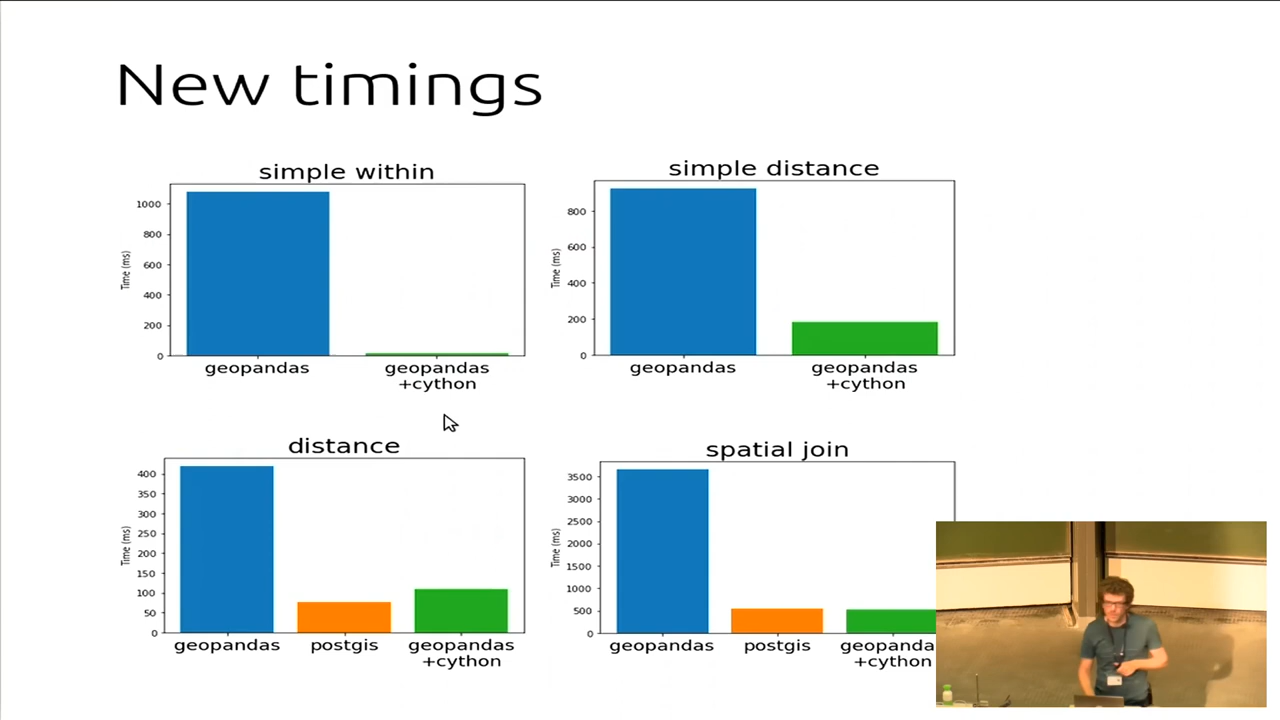 New timings
simple within
1000
800
600
400
200
0
Time (ms)
geopandas
geopandas
+cython
simple distance
800
600
400
200
0
Time (ms)
geopandas
geopandas
+cython
distance
400
350
300
250
200
150
100
50
0
Time (ms)
geopandas
postgis
geopandas
+cython
spatial join
3500
3000
2500
2000
1500
1000
500
0
Time (ms)
geopandas
postgis
geopanda
+cython